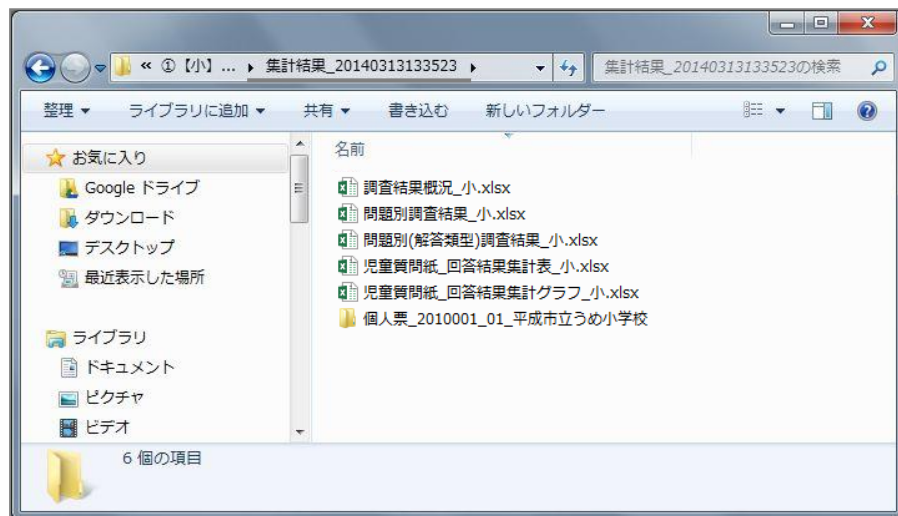 « ①【小】... ▸ 集計結果_20140313133523 ▸
集計結果_20140313133523の検索
整理 ▼ ライブラリに追加 ▼ 共有 ▼ 書き込む 新しいフォルダー
お気に入り
Google ドライブ
ダウンロード
デスクトップ
最近表示した場所
ライブラリ
ドキュメント
ピクチャ
ビデオ
名前
調査結果概況_小.xlsx
問題別調査結果_小.xlsx
問題別(解答類型)調査結果_小.xlsx
児童質問紙_回答結果集計表_小.xlsx
児童質問紙_回答結果集計グラフ_小.xlsx
個人票_2010001_01_平成市立うめ小学校
6 個の項目